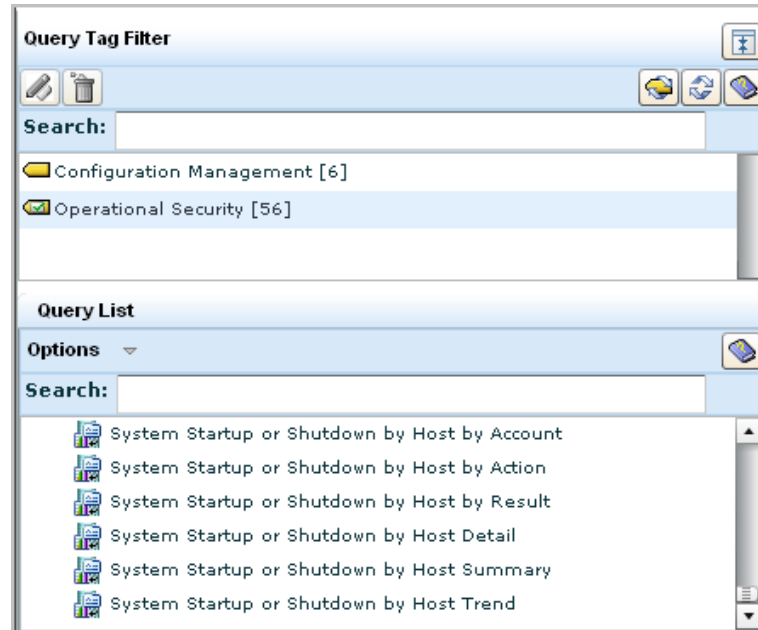 Query Tag Filter
Search:
Configuration Management [6]
Operational Security [56]
Query List
Options
Search:
System Startup or Shutdown by Host by Account
System Startup or Shutdown by Host by Action
System Startup or Shutdown by Host by Result
System Startup or Shutdown by Host Detail
System Startup or Shutdown by Host Summary
System Startup or Shutdown by Host Trend